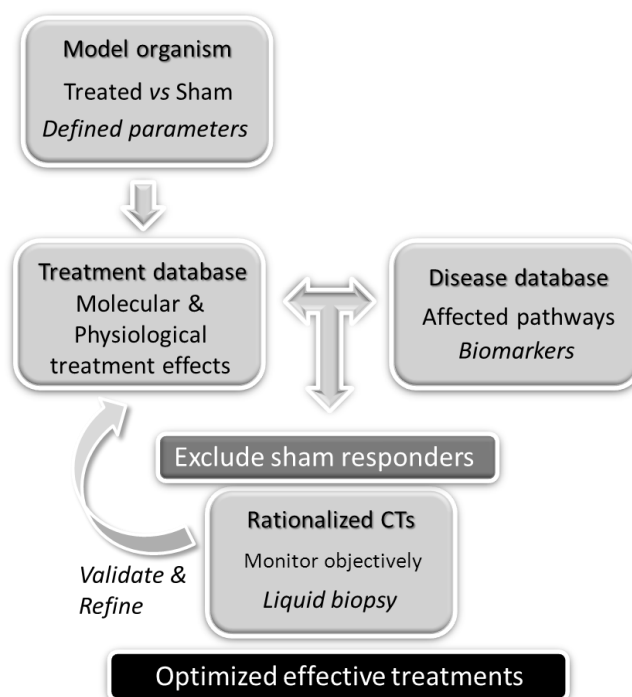 Model organism
Treated vs Sham
Defined parameters
Treatment database
Molecular &
Physiological
treatment effects
Disease database
Affected pathways
Biomarkers
Exclude sham responders
Rationalized CTs
Monitor objectively
Liquid biopsy
Validate &
Refine
Optimized effective treatments